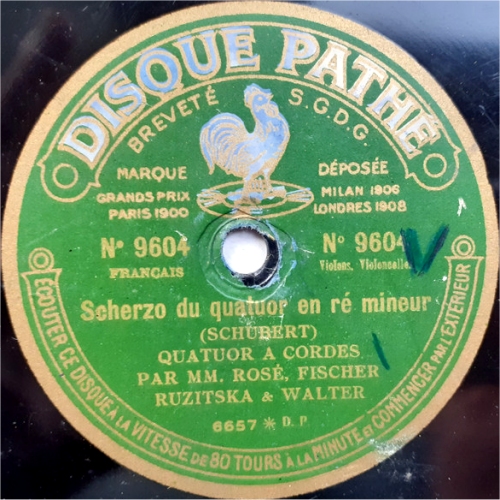 DISQUE PATHÉ
BREVETÉ S.G.D.G
MARQUE DÉPOSÉE
GRANDS PRIX
PARIS 1900
MILAN 1906
LONDRES 1908
Nº 9604
FRANÇAIS
Nº 9604
Violons, Violoncelle
V
Scherzo du quatuor en ré mineur
(SCHUBERT)
QUATUOR A CORDES
PAR MM. ROSÉ, FISCHER
RUZITSKA & WALTER
6657 * D. P
ÉCOUTER CE DISQUE A LA VITESSE DE 80 TOURS À LA MINUTE et COMMENCER PAR L'EXTÉRIEUR